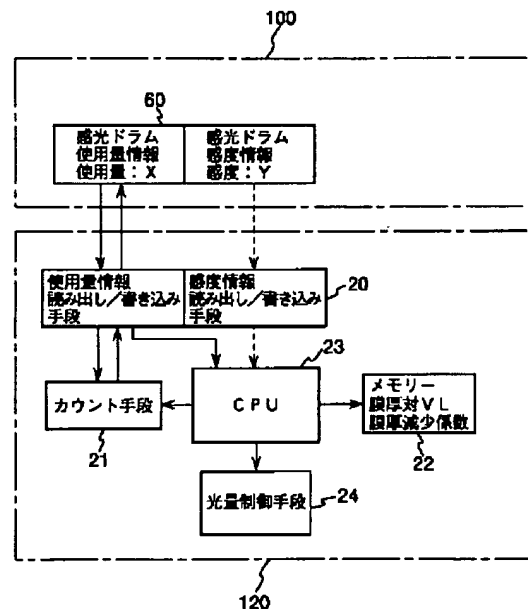 100
60
感光ドラム
使用量情報
使用量：X
感光ドラム
感度情報
感度：Y
使用量情報
読み出し／書き込み
手段
感度情報
読み出し／書き込み
手段
20
23
カウント手段
21
CPU
メモリー
膜厚対VL
膜厚減少係数
22
光量制御手段
24
120